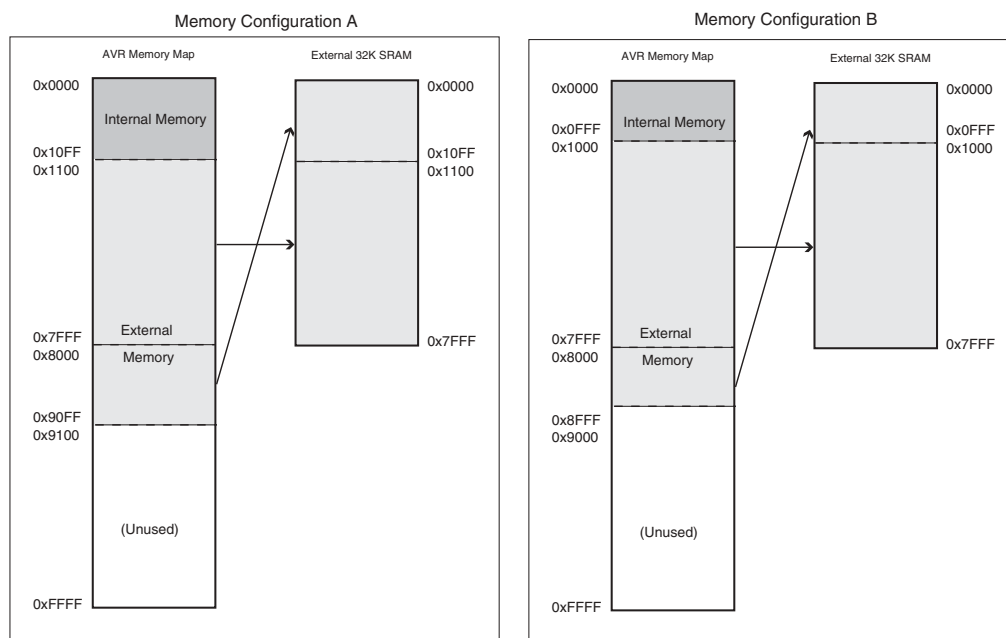 Memory Configuration A
AVR Memory Map
External 32K SRAM
0x0000
Internal Memory
0x10FF
0x1100
External
0x7FFF
0x8000
Memory
0x90FF
0x9100
(Unused)
0xFFFF
0x0000
0x10FF
0x1100
0x7FFF
Memory Configuration B
AVR Memory Map
External 32K SRAM
0x0000
Internal Memory
0x0FFF
0x1000
External
0x7FFF
0x8000
Memory
0x8FFF
0x9000
(Unused)
0xFFFF
0x0000
0x0FFF
0x1000
0x7FFF